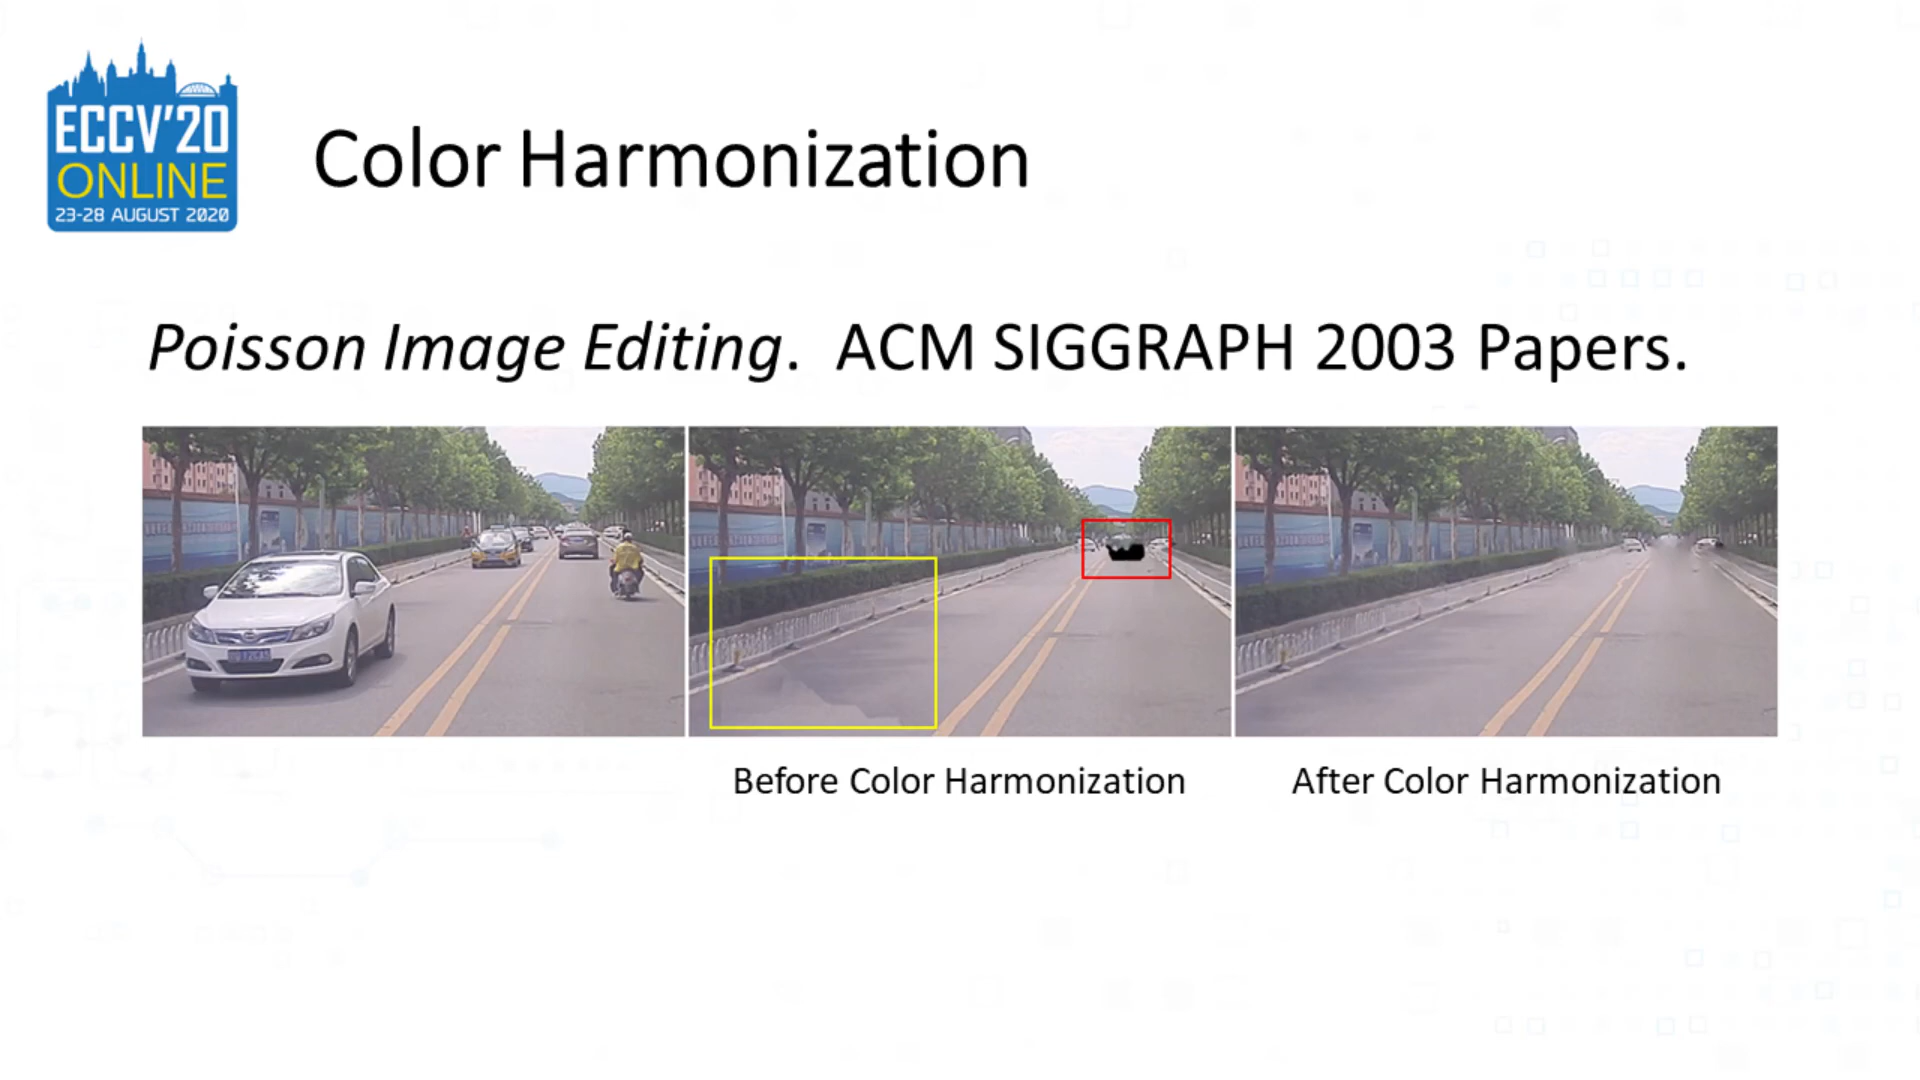 ECCV'20
ONLINE
23-28 AUGUST 2020
Color Harmonization
Poisson Image Editing.  ACM SIGGRAPH 2003 Papers.
Before Color Harmonization
After Color Harmonization